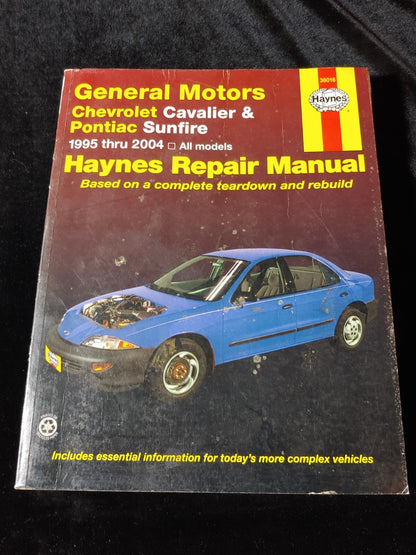 38016
Haynes
General Motors
Chevrolet Cavalier &
Pontiac Sunfire
1995 thru 2004 □ All models
Haynes Repair Manual
Based on a complete teardown and rebuild
Includes essential information for today's more complex vehicles